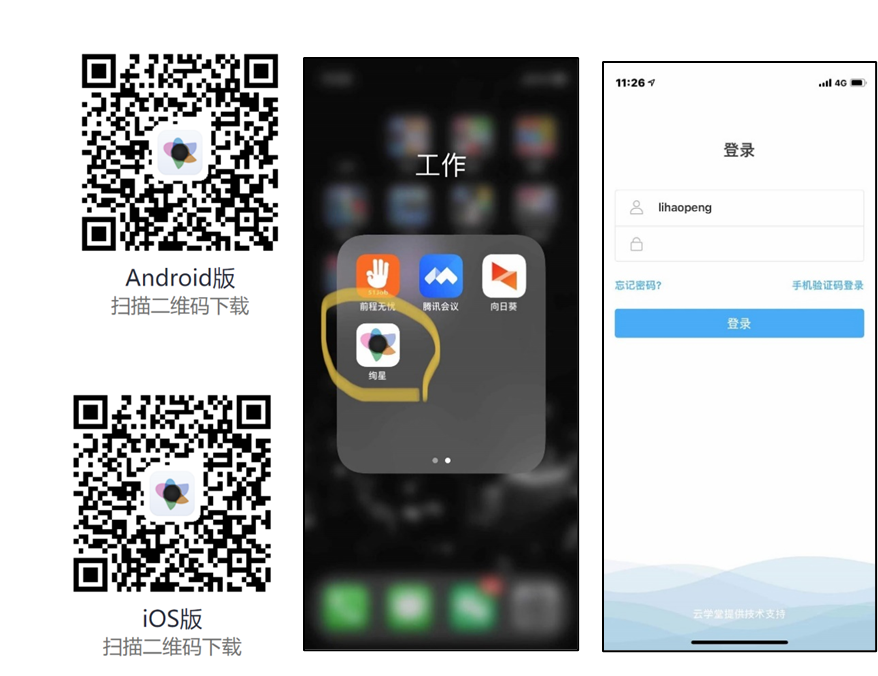 Android版
扫描二维码下载
iOS版
扫描二维码下载
工作
前程无忧
腾讯会议
向日葵
绚星
11:26
4G
登录
lihaopeng
忘记密码?
手机验证码登录
登录
云学堂提供技术支持